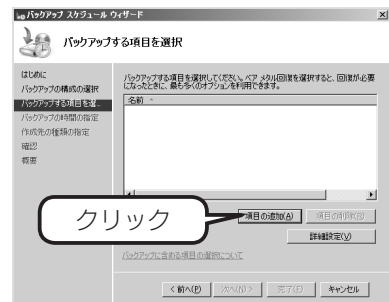 バックアップ スケジュール ウィザード
バックアップする項目を選択
はじめに
バックアップの構成の選択
バックアップする項目を選...
バックアップの時間の指定
作成先の種類の指定
確認
概要
バックアップする項目を選択してください。ベア メタル回復を選択すると、回復が必要
になったときに、最も多くのオプションを利用できます。
名前
クリック
項目の追加(A)
項目の削除(R)
詳細設定(V)
バックアップに含める項目の選択について
< 前へ(P)
次へ(N) >
完了(F)
キャンセル